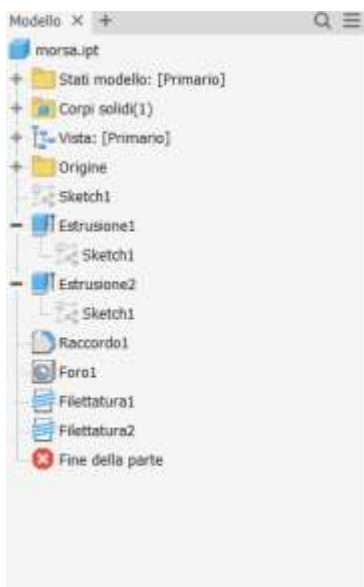 Modello
morsa.ipt
Stati modello: [Primario]
Corpi solidi(1)
Vista: [Primario]
Origine
Sketch1
Estrusione1
Sketch1
Estrusione2
Sketch1
Raccordo1
Foro1
Filettatura1
Filettatura2
Fine della parte